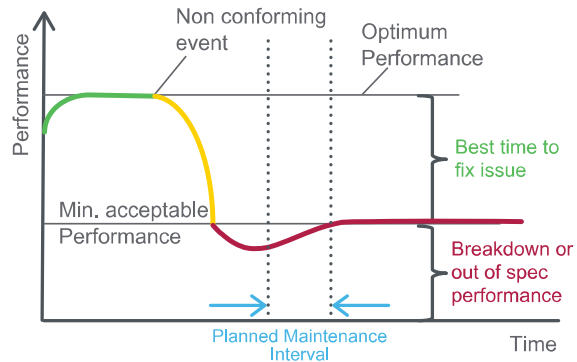 Non conforming
event
Optimum
Performance
Performance
Best time to
fix issue
Min. acceptable
Performance
Breakdown or
out of spec
performance
Planned Maintenance
Interval
Time